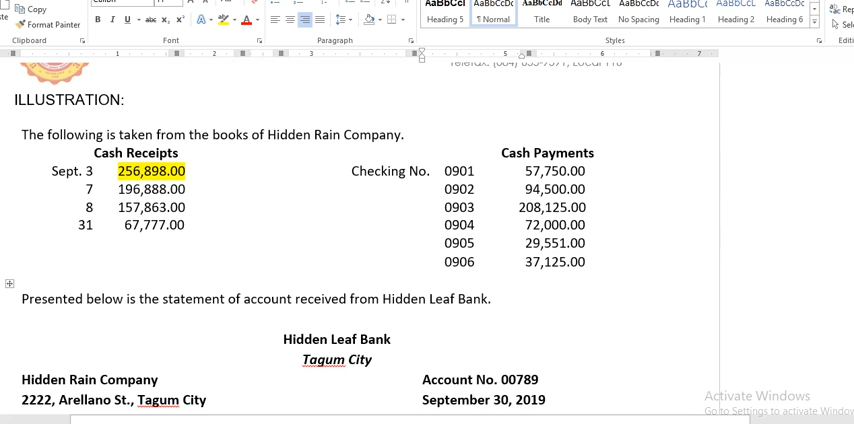 Copy
Format Painter
Clipboard
Font
Paragraph
Styles
Heading 5
¶ Normal
Title
Body Text
No Spacing
Heading 1
Heading 2
Heading 6
ILLUSTRATION:
The following is taken from the books of Hidden Rain Company.
Cash Receipts Cash Payments
Sept. 3 256,898.00 Checking No. 0901 57,750.00
7 196,888.00 0902 94,500.00
8 157,863.00 0903 208,125.00
31 67,777.00 0904 72,000.00
0905 29,551.00
0906 37,125.00
Presented below is the statement of account received from Hidden Leaf Bank.
Hidden Leaf Bank
Tagum City
Hidden Rain Company Account No. 00789
2222, Arellano St., Tagum City September 30, 2019
Activate Windows
Go to Settings to activate Window